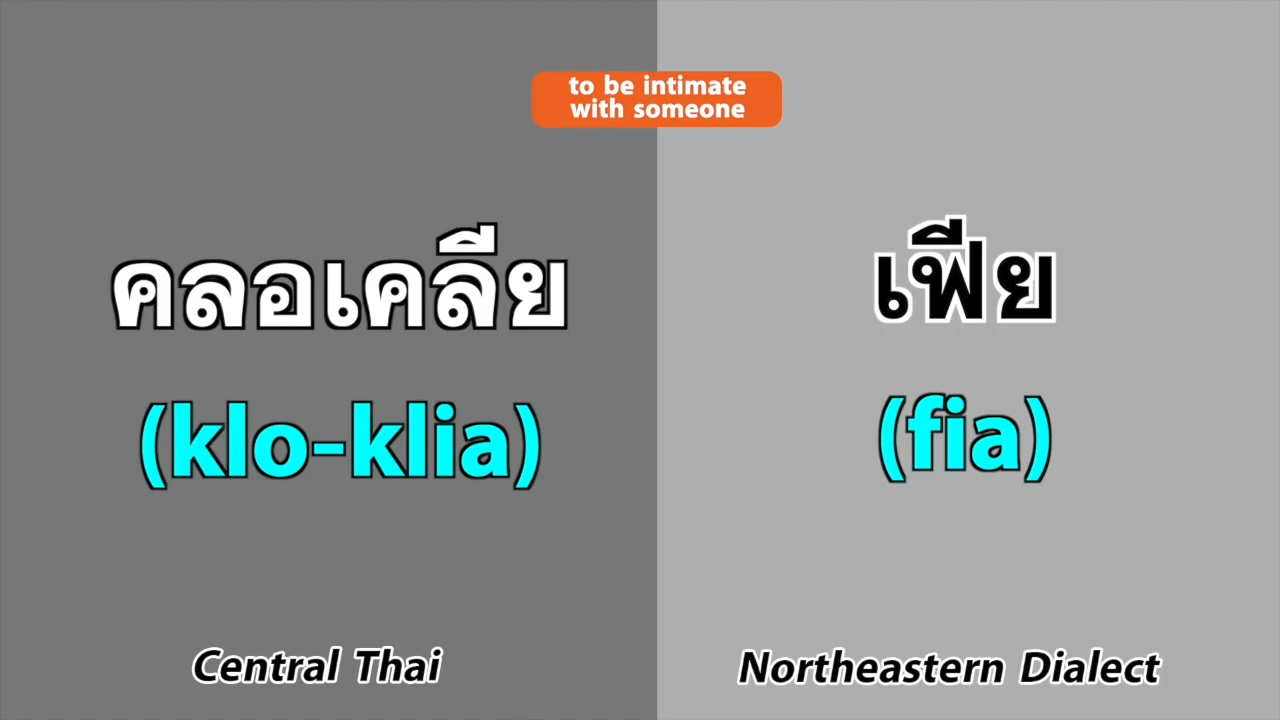 to be intimate
with someone
คลอเคลีย
เฟีย
(klo-klia)
(fia)
Central Thai
Northeastern Dialect